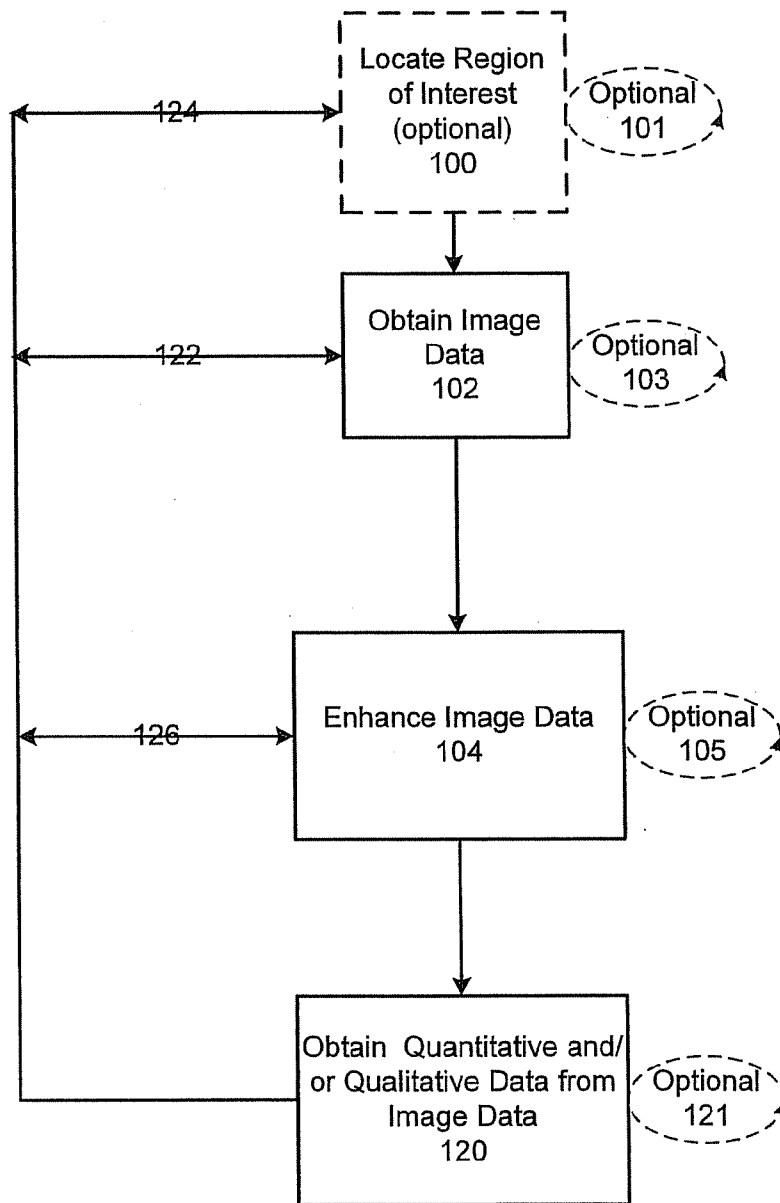 Locate Region
of Interest
(optional)
100
Optional
101
124
Obtain Image
Data
102
Optional
103
122
Enhance Image Data
104
Optional
105
126
Obtain Quantitative and/
or Qualitative Data from
Image Data
120
Optional
121